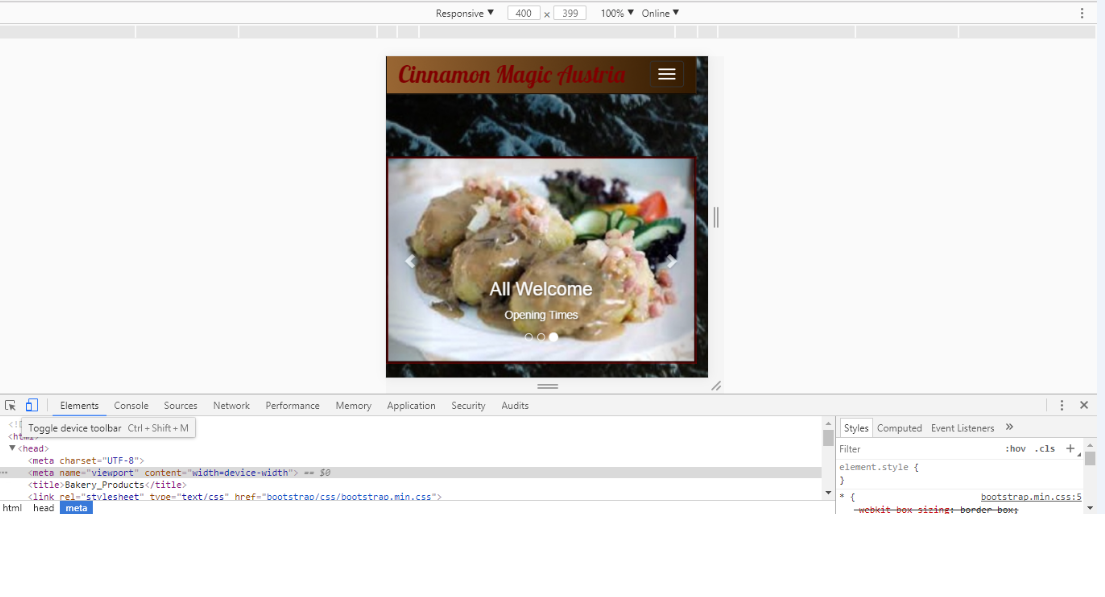 Responsive ▼ 400 × 399 100% ▼ Online ▼
Cinnamon Magic Austria
All Welcome
Opening Times
Elements Console Sources Network Performance Memory Application Security Audits
Toggle device toolbar Ctrl + Shift + M
<html>
▼<head>
<meta charset="UTF-8">
<meta name="viewport" content="width=device-width"> == $0
<title>Bakery_Products</title>
<link rel="stylesheet" type="text/css" href="bootstrap/css/bootstrap.min.css">
html head meta
Styles Computed Event Listeners »
Filter :hov .cls +
element.style {
}
* { bootstrap.min.css:5
-webkit-box-sizing: border-box;